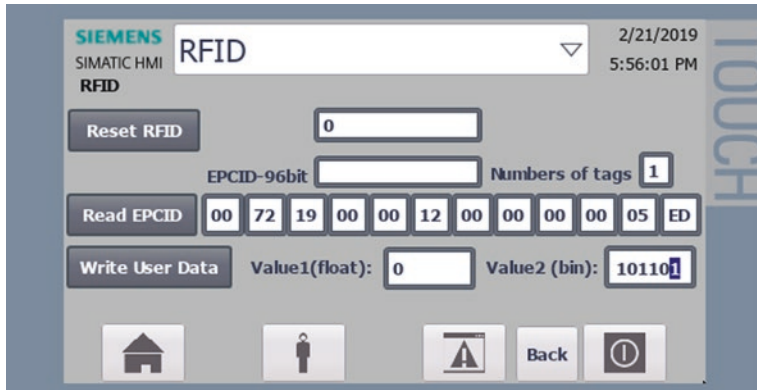 SIEMENS
SIMATIC HMI
RFID
2/21/2019
5:56:01 PM
RFID
TOUCH
Reset RFID
0
EPCID-96bit
Numbers of tags 1
Read EPCID 00 72 19 00 00 12 00 00 00 00 05 ED
Write User Data Value1(float): 0 Value2 (bin): 101101
Back